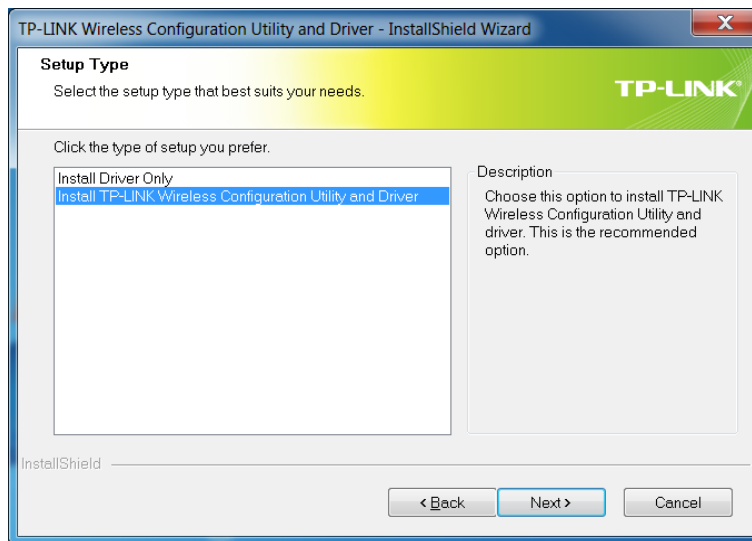 TP-LINK Wireless Configuration Utility and Driver - InstallShield Wizard
X
Setup Type
Select the setup type that best suits your needs.
TP-LINK®
Click the type of setup you prefer.
Install Driver Only
Install TP-LINK Wireless Configuration Utility and Driver
Description
Choose this option to install TP-LINK
Wireless Configuration Utility and
driver. This is the recommended
option.
InstallShield
< Back
Next >
Cancel